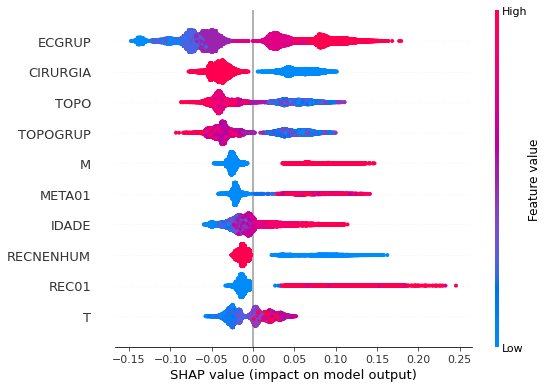 High
ECGRUP
CIRURGIA
TOPO
TOPOGRUP
M
META01
IDADE
RECNENHUM
REC01
T
Feature value
Low
−0.15 −0.10 −0.05 0.00 0.05 0.10 0.15 0.20 0.25
SHAP value (impact on model output)